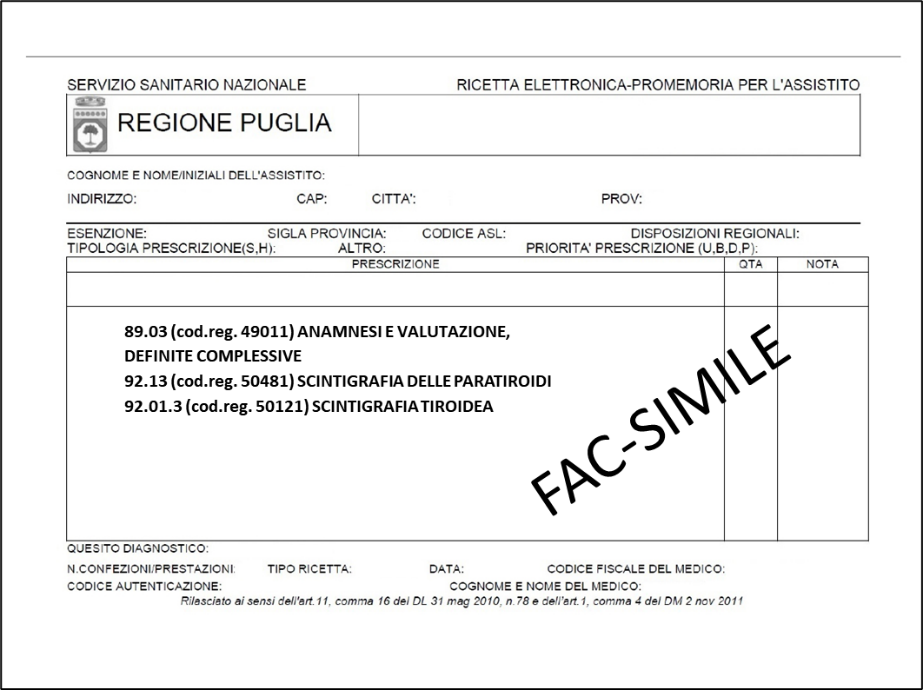 SERVIZIO SANITARIO NAZIONALE RICETTA ELETTRONICA-PROMEMORIA PER L'ASSISTITO
REGIONE PUGLIA
COGNOME E NOME/INIZIALI DELL'ASSISTITO:
INDIRIZZO: CAP: CITTA': PROV:
ESENZIONE: SIGLA PROVINCIA: CODICE ASL: DISPOSIZIONI REGIONALI:
TIPOLOGIA PRESCRIZIONE(S,H): ALTRO: PRIORITA' PRESCRIZIONE (U,B,D,P):
PRESCRIZIONE QTA NOTA
89.03 (cod.reg. 49011) ANAMNESI E VALUTAZIONE,
DEFINITE COMPLESSIVE
92.13 (cod.reg. 50481) SCINTIGRAFIA DELLE PARATIROIDI
92.01.3 (cod.reg. 50121) SCINTIGRAFIA TIROIDEA
FAC-SIMILE
QUESITO DIAGNOSTICO:
N.CONFEZIONI/PRESTAZIONI: TIPO RICETTA: DATA: CODICE FISCALE DEL MEDICO:
CODICE AUTENTICAZIONE: COGNOME E NOME DEL MEDICO:
Rilasciato ai sensi dell'art.11, comma 16 del DL 31 mag 2010, n.78 e dell'art.1, comma 4 del DM 2 nov 2011